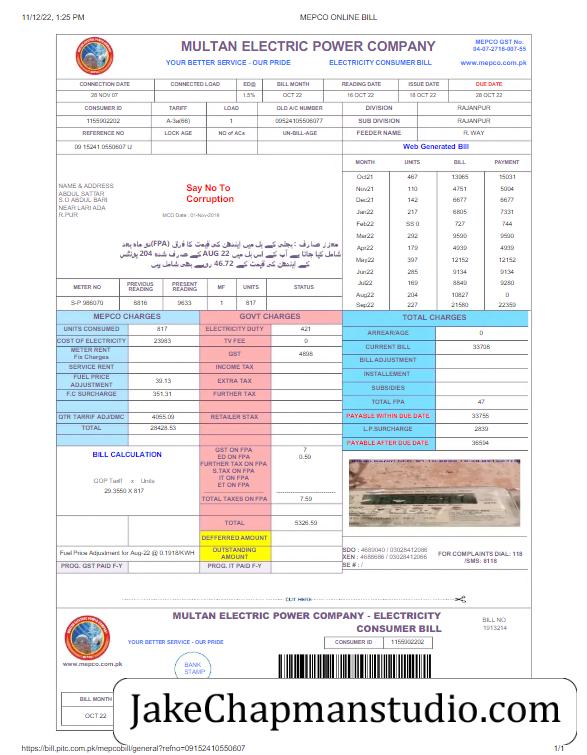 11/12/22, 1:25 PM
MEPCO ONLINE BILL
MULTAN ELECTRIC POWER COMPANY
MEPCO GST No:
04-07-2716-007-55
YOUR BETTER SERVICE - OUR PRIDE
ELECTRICITY CONSUMER BILL
www.mepco.com.pk
CONNECTION DATE CONNECTED LOAD ED@ BILL MONTH READING DATE ISSUE DATE DUE DATE
28 NOV 07 1.5% OCT 22 16 OCT 22 18 OCT 22 28 OCT 22
CONSUMER ID TARIFF LOAD OLD A/C NUMBER DIVISION RAJANPUR
1155902202 A-3a(66) 1 09524105506077 SUB DIVISION RAJANPUR
REFERENCE NO LOCK AGE NO of ACs UN-BILL-AGE FEEDER NAME R.WAY
09 15241 0550607 U
Web Generated Bill
MONTH UNITS BILL PAYMENT
Oct21 467 13965 15031
Nov21 110 4751 5004
Dec21 142 6677 6677
Jan22 217 6805 7331
Feb22 SS 0 727 744
Mar22 292 9590 9590
Apr22 179 4939 4939
May22 397 12152 12152
Jun22 285 9134 9134
Jul22 169 8849 9280
Aug22 204 10827 0
Sep22 227 21580 22359
NAME & ADDRESS
ABDUL SATTAR
S.O ABDUL BARI
NEAR LARI ADA
R.PUR
Say No To
Corruption
MCO Date : 01-Nov-2018
معزز صارف : بجلی کے بل میں ایندھن کی قیمت کا فرق (FPA) دو ماہ بعد
شامل کیا جاتا ہے آپ کے اس بل میں AUG 22 کے صرف شدہ 204 یونٹس
کے ایندھن کی قیمت کے 46.72 روپے بھی شامل ہیں
METER NO PREVIOUS READING PRESENT READING MF UNITS STATUS
S-P 986079 8816 9633 1 817
MEPCO CHARGES GOVT CHARGES TOTAL CHARGES
UNITS CONSUMED 817 ELECTRICITY DUTY 421
COST OF ELECTRICITY 23983 TV FEE 0
METER RENT
Fix Charges
GST 4898
SERVICE RENT INCOME TAX
FUEL PRICE ADJUSTMENT 39.13 EXTRA TAX
F.C SURCHARGE 351.31 FURTHER TAX
QTR TARRIF ADJ/DMC 4055.09 RETAILER STAX
TOTAL 28428.53
ARREAR/AGE 0
CURRENT BILL 33708
BILL ADJUSTMENT
INSTALLEMENT
SUBSIDIES
TOTAL FPA 47
PAYABLE WITHIN DUE DATE 33755
L.P.SURCHARGE 2839
PAYABLE AFTER DUE DATE 36594
BILL CALCULATION
GOP Tariff x Units
29.3550 X 817
GST ON FPA 7
ED ON FPA 0.59
FURTHER TAX ON FPA
S.TAX ON FPA
IT ON FPA
ET ON FPA
TOTAL TAXES ON FPA 7.59
TOTAL 5326.59
DEFERRED AMOUNT
Fuel Price Adjustment for Aug-22 @ 0.1918/KWH
OUTSTANDING AMOUNT
PROG. GST PAID F-Y PROG. IT PAID F-Y
SDO : 4689040 / 03028412086
XEN : 4686686 / 03028412066
SE # : /
FOR COMPLAINTS DIAL: 118
/SMS: 8118
CUT HERE
MULTAN ELECTRIC POWER COMPANY - ELECTRICITY
CONSUMER BILL
BILL NO
1913214
YOUR BETTER SERVICE - OUR PRIDE
CONSUMER ID 1155902202
www.mepco.com.pk
BANK
STAMP
BILL MONTH
OCT 22
JakeChapmanstudio.com
https://bill.pitc.com.pk/mepcobill/general?refno=09152410550607
1/1